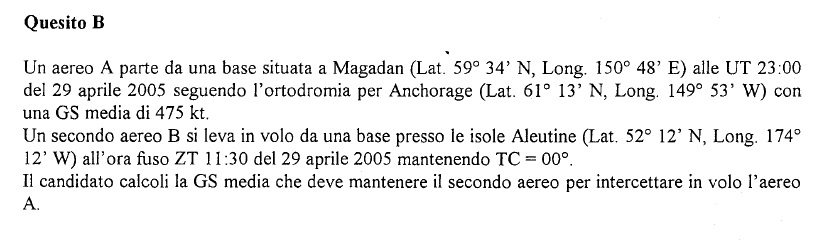 Quesito B
Un aereo A parte da una base situata a Magadan (Lat. 59° 34’ N, Long. 150° 48’ E) alle UT 23:00
del 29 aprile 2005 seguendo l’ortodromia per Anchorage (Lat. 61° 13’ N, Long. 149° 53’ W) con
una GS media di 475 kt.
Un secondo aereo B si leva in volo da una base presso le isole Aleutine (Lat. 52° 12’ N, Long. 174°
12’ W) all’ora fuso ZT 11:30 del 29 aprile 2005 mantenendo TC = 00°.
Il candidato calcoli la GS media che deve mantenere il secondo aereo per intercettare in volo l’aereo
A.